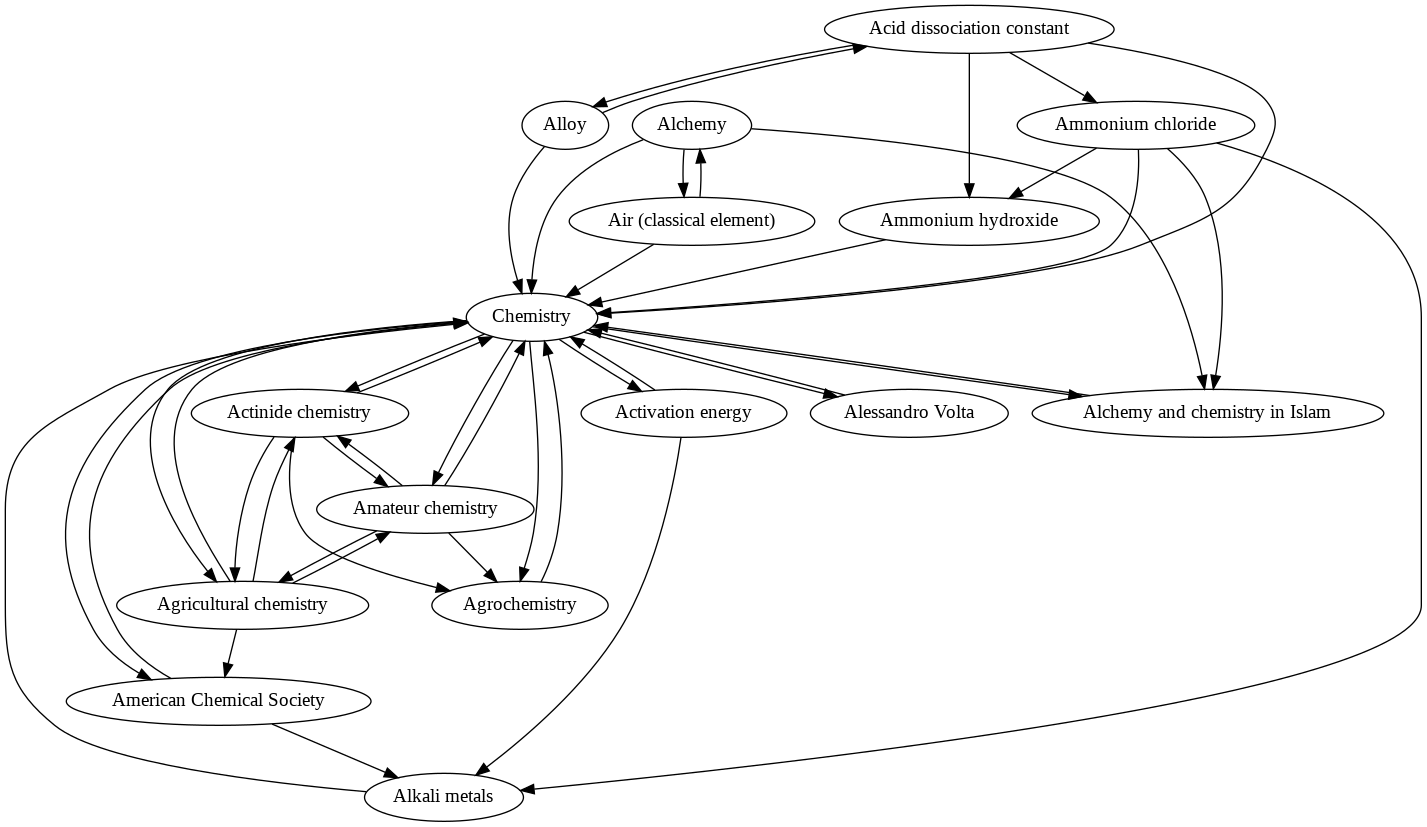 Acid dissociation constant
Alloy
Alchemy
Ammonium chloride
Air (classical element)
Ammonium hydroxide
Chemistry
Actinide chemistry
Activation energy
Alessandro Volta
Alchemy and chemistry in Islam
Amateur chemistry
Agricultural chemistry
Agrochemistry
American Chemical Society
Alkali metals